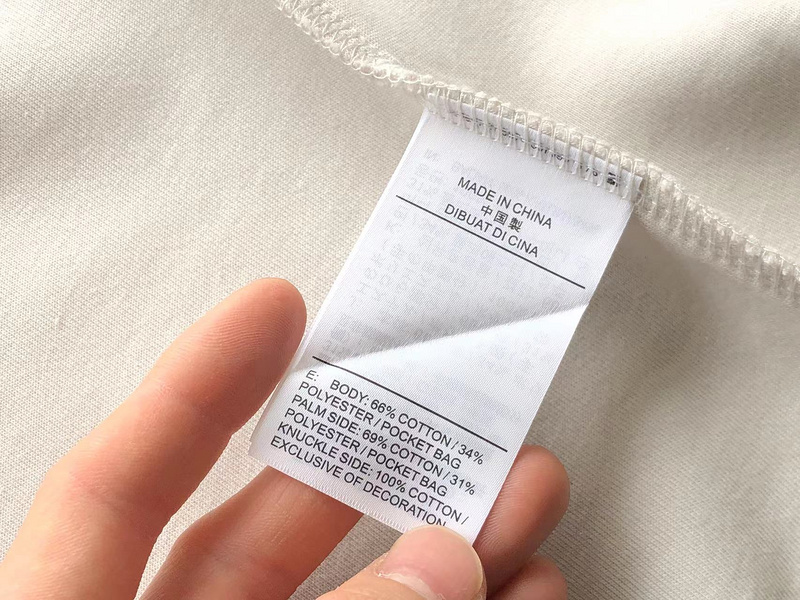 MADE IN CHINA
中国製
DIBUAT DI CINA
E: BODY: 66% COTTON / 34%
POLYESTER / POCKET BAG
PALM SIDE: 69% COTTON / 31%
POLYESTER / POCKET BAG
KNUCKLE SIDE: 100% COTTON /
EXCLUSIVE OF DECORATION